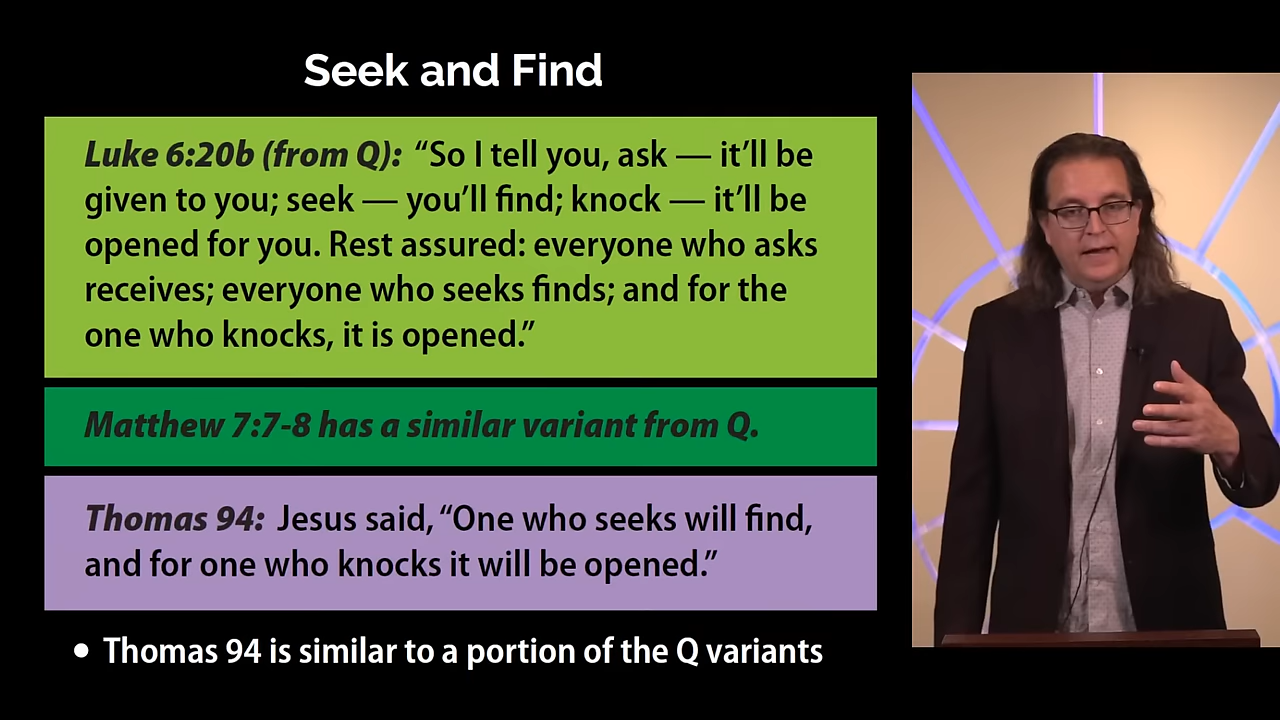 Seek and Find
Luke 6:20b (from Q): “So I tell you, ask — it’ll be
given to you; seek — you’ll find; knock — it’ll be
opened for you. Rest assured: everyone who asks
receives; everyone who seeks finds; and for the
one who knocks, it is opened.”
Matthew 7:7-8 has a similar variant from Q.
Thomas 94: Jesus said, “One who seeks will find,
and for one who knocks it will be opened.”
• Thomas 94 is similar to a portion of the Q variants